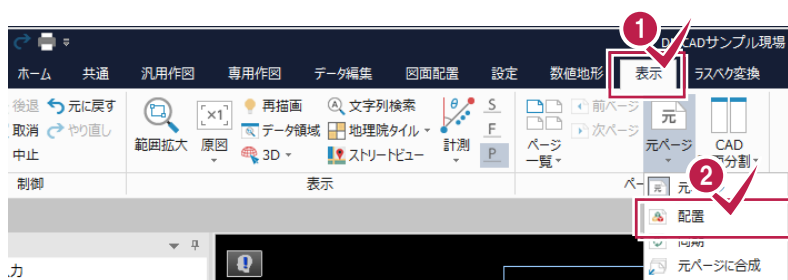 1
CADサンプル現場
ホーム 共通 汎用作図 専用作図 データ編集 図面配置 設定 数値地形 表示 ラスベク変換
後退 元に戻す 再描画 文字列検索 θ S 前ページ 元
取消 やり直し ×1 データ領域 地理院タイル F 次ページ
中止 範囲拡大 原図 3D ストリートビュー 計測 P ページ一覧 元ページ CAD
制御 表示
2
配置
元ページに合成